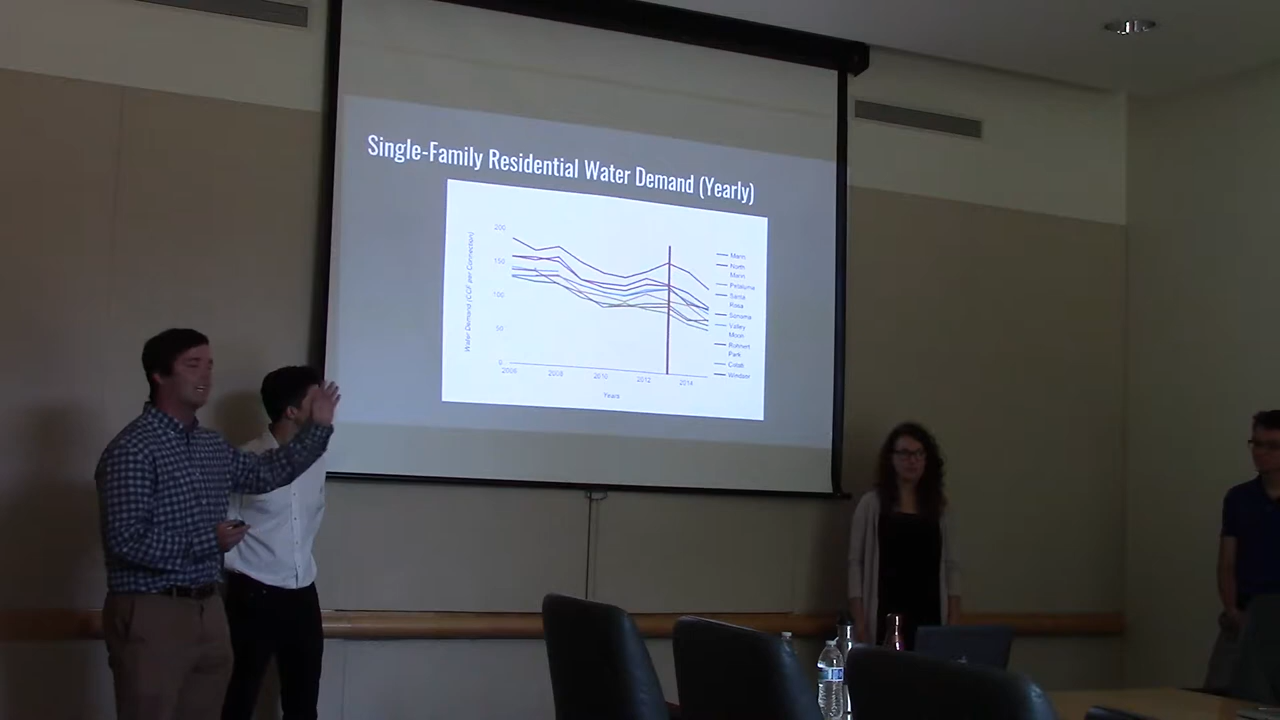 Single-Family Residential Water Demand (Yearly)
200
150
100
50
0
Water Demand (CCF per Connection)
2006
2008
2010
2012
2014
Years
Marin
North
Marin
Petaluma
Santa
Rosa
Sonoma
Valley
Moon
Rohnert
Park
Cotati
Windsor